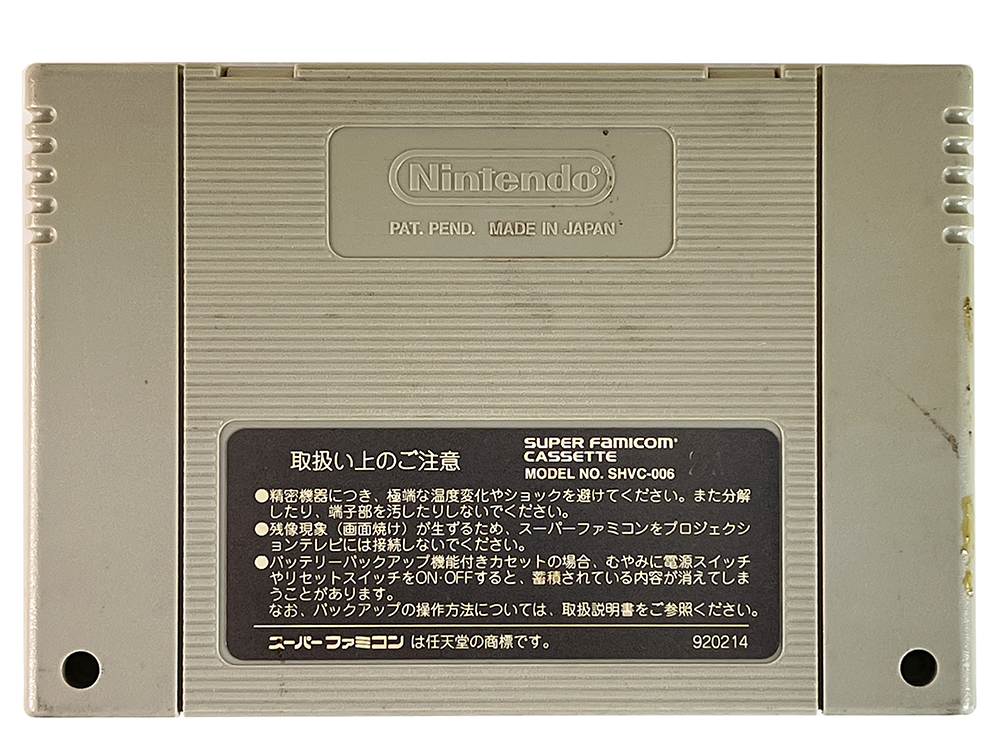 Nintendo®
PAT. PEND. MADE IN JAPAN
取扱い上のご注意
SUPER FAMICOM®
CASSETTE
MODEL NO. SHVC-006
●精密機器につき、極端な温度変化やショックを避けてください。また分解
したり、端子部を汚したりしないでください。
●残像現象（画面焼け）が生ずるため、スーパーファミコンをプロジェクシ
ョンテレビには接続しないでください。
●バッテリーバックアップ機能付きカセットの場合、むやみに電源スイッチ
やリセットスイッチをON·OFFすると、蓄積されている内容が消えてしま
うことがあります。
なお、バックアップの操作方法については、取扱説明書をご参照ください。
スーパーファミコン は任天堂の商標です。
920214